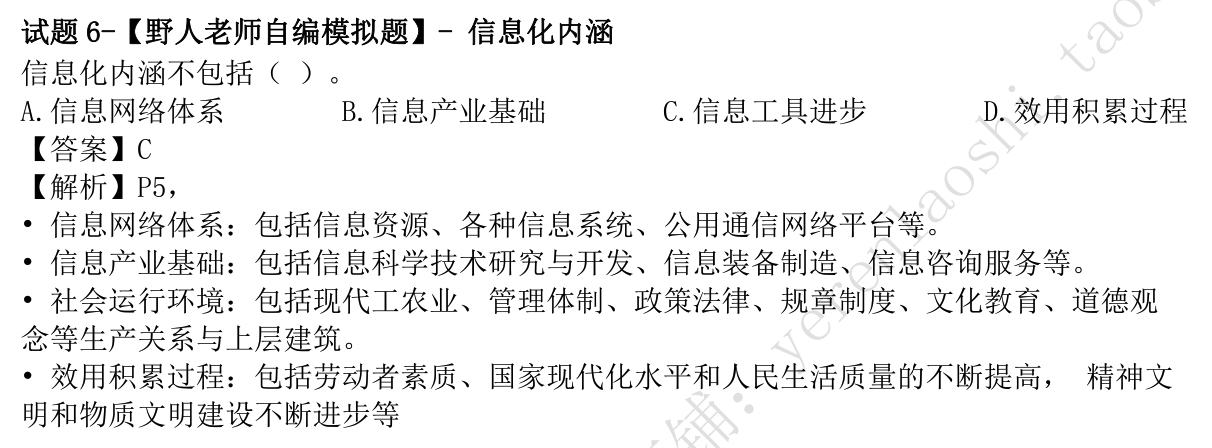 试题 6-【野人老师自编模拟题】- 信息化内涵
信息化内涵不包括（ ）。
A.信息网络体系 B.信息产业基础 C.信息工具进步 D.效用积累过程
【答案】C
【解析】P5，
• 信息网络体系：包括信息资源、各种信息系统、公用通信网络平台等。
• 信息产业基础：包括信息科学技术研究与开发、信息装备制造、信息咨询服务等。
• 社会运行环境：包括现代工农业、管理体制、政策法律、规章制度、文化教育、道德观
念等生产关系与上层建筑。
• 效用积累过程：包括劳动者素质、国家现代化水平和人民生活质量的不断提高， 精神文
明和物质文明建设不断进步等
铺：yerenlaoshi.tao